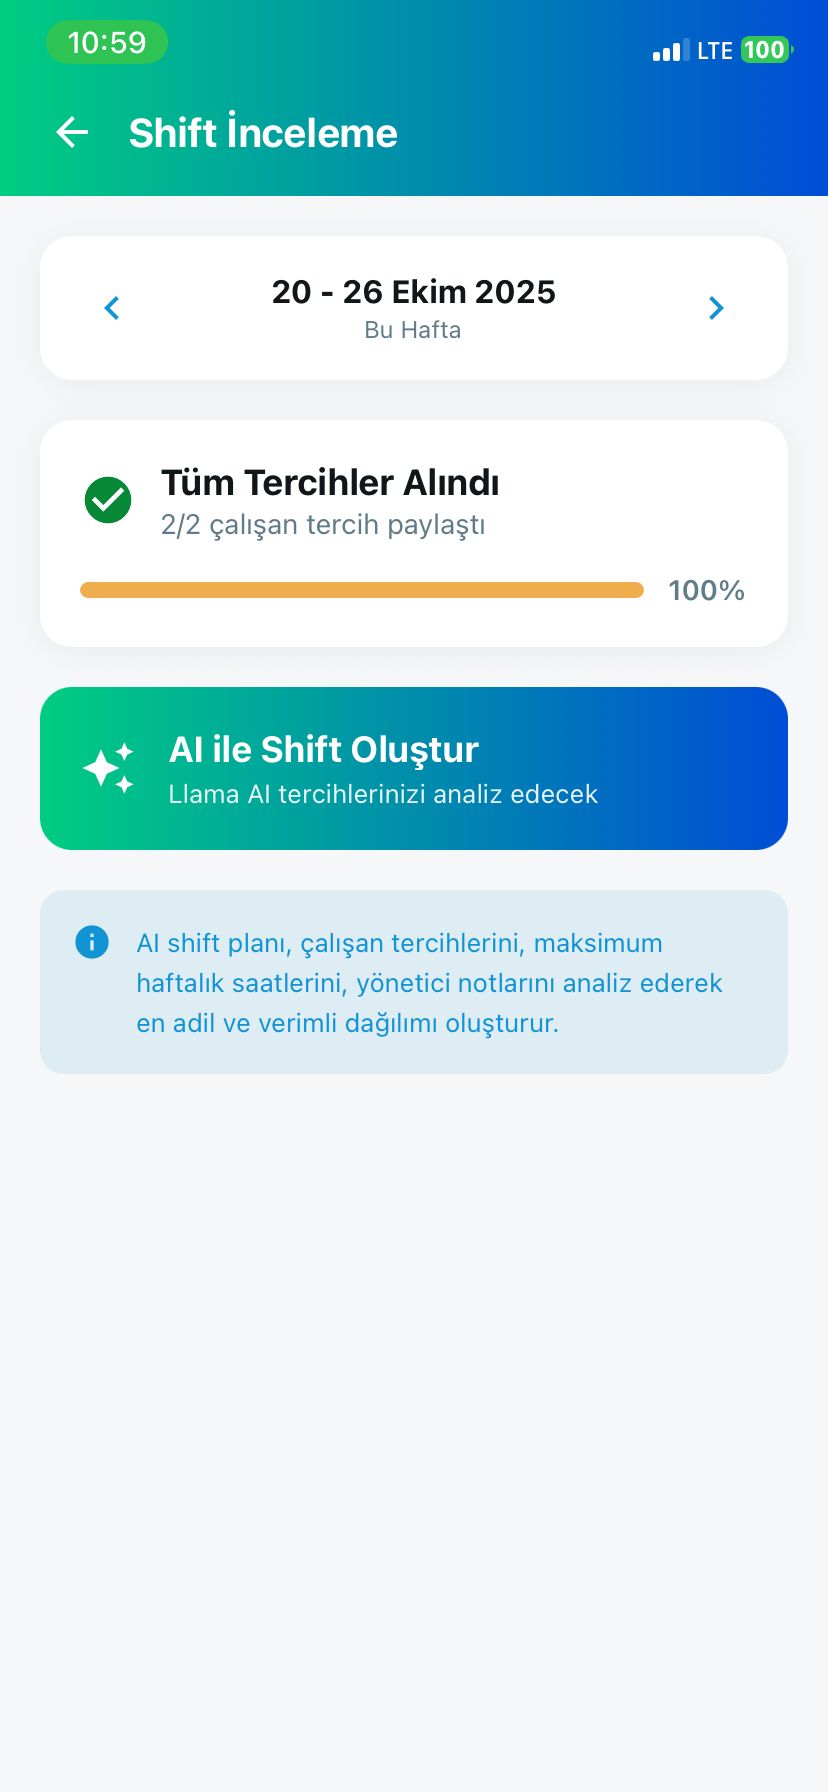 10:59
LTE 100
Shift İnceleme
20 - 26 Ekim 2025
Bu Hafta
Tüm Tercihler Alındı
2/2 çalışan tercih paylaştı
100%
AI ile Shift Oluştur
Llama AI tercihlerinizi analiz edecek
AI shift planı, çalışan tercihlerini, maksimum
haftalık saatlerini, yönetici notlarını analiz ederek
en adil ve verimli dağılımı oluşturur.